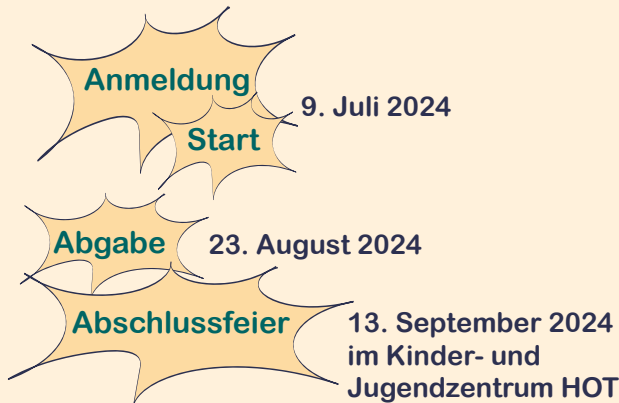 Anmeldung
Start
9. Juli 2024
Abgabe
23. August 2024
Abschlussfeier
13. September 2024
im Kinder- und
Jugendzentrum HOT